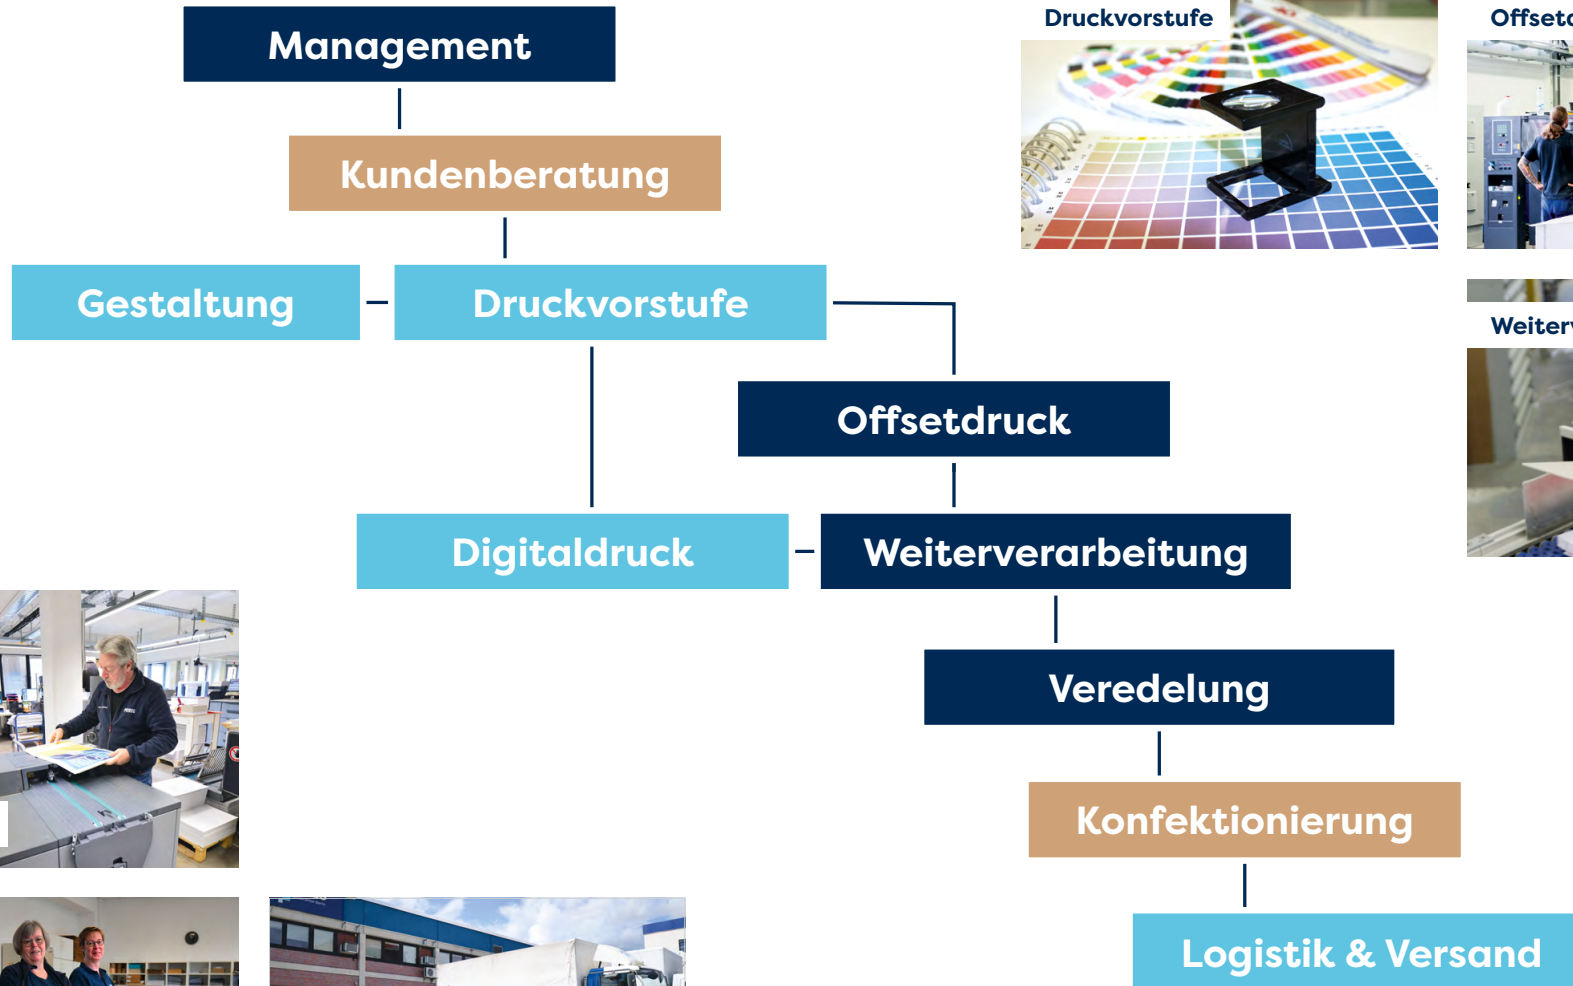 Druckvorstufe
Management
Kundenberatung
Gestaltung
Druckvorstufe
Offsetdruck
Digitaldruck
Weiterverarbeitung
Veredelung
Konfektionierung
Logistik & Versand